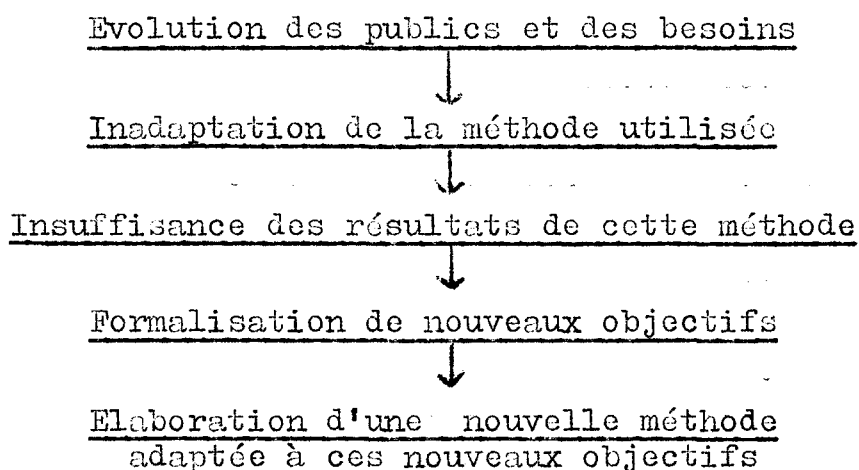 Evolution des publics et des besoins
Inadaptation de la méthode utilisée
Insuffisance des résultats de cette méthode
Formalisation de nouveaux objectifs
Elaboration d'une nouvelle méthode
adaptée à ces nouveaux objectifs